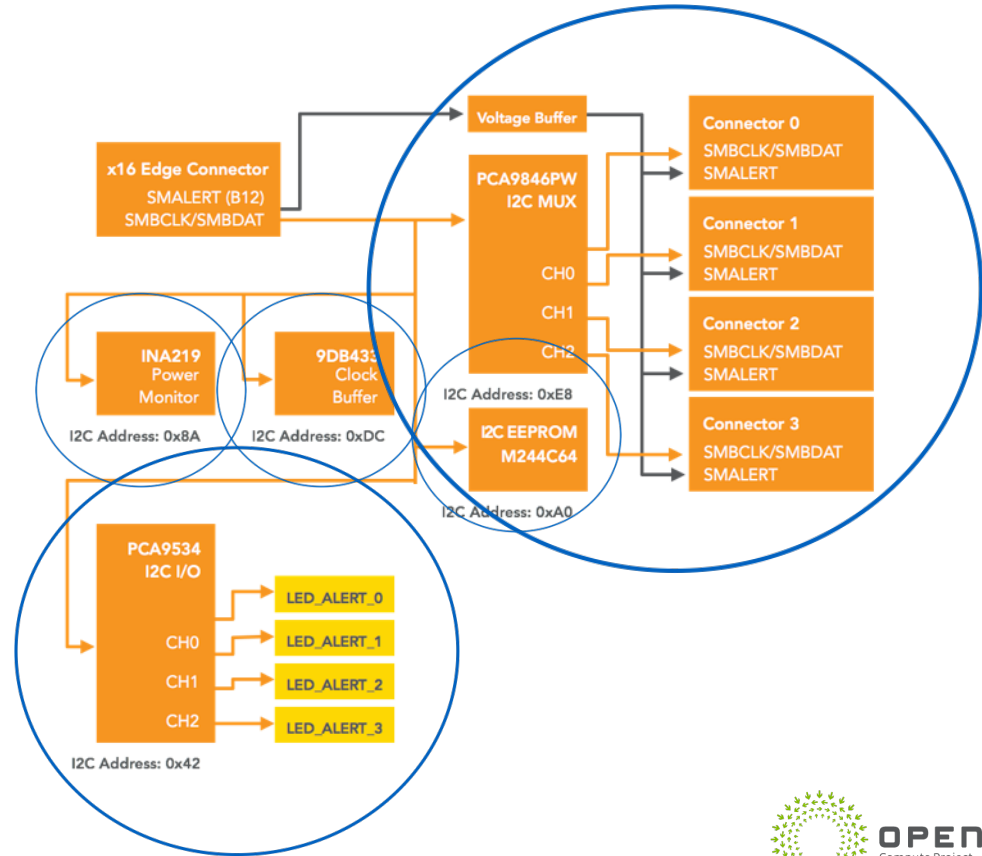 Voltage Buffer
x16 Edge Connector
SMALERT (B12)
SMBCLK/SMBDAT
PCA9846PW
I2C MUX
CH0
CH1
CH2
I2C Address: 0xE8
Connector 0
SMBCLK/SMBDAT
SMALERT
Connector 1
SMBCLK/SMBDAT
SMALERT
Connector 2
SMBCLK/SMBDAT
SMALERT
Connector 3
SMBCLK/SMBDAT
SMALERT
INA219
Power
Monitor
I2C Address: 0x8A
9DB433
Clock
Buffer
I2C Address: 0xDC
I2C EEPROM
M244C64
I2C Address: 0xA0
PCA9534
I2C I/O
CH0
CH1
CH2
I2C Address: 0x42
LED_ALERT_0
LED_ALERT_1
LED_ALERT_2
LED_ALERT_3
OPEN
Compute Project